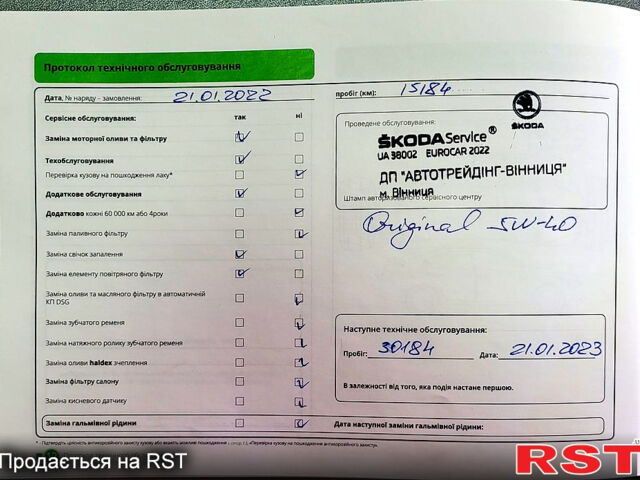 Протокол технічного обслуговування
Дата, № наряду – замовлення: 21.01.2022
пробіг (км): 15184
Сервісне обслуговування: так ні
Заміна моторної оливи та фільтру
Техобслуговування
Перевірка кузову на пошкодження лаку*
Додаткове обслуговування
Додатково кожні 60 000 км або 4роки
Заміна паливного фільтру
Заміна свічок запалення
Заміна елементу повітряного фільтру
Заміна оливи та масляного фільтру в автоматичній
КП DSG
Заміна зубчатого ременя
Заміна натяжного ролику зубчатого ременя
Заміна оливи haldex зчеплення
Заміна фільтру салону
Заміна кисневого датчику
Заміна гальмівної рідини
Проведене обслуговування:
ŠKODA
ŠKODA Service®
UA 38002 EUROCAR 2022
ДП "АВТОТРЕЙДІНГ-ВІННИЦЯ"
м. Вінниця
Штамп авторизованого сервісного центру
Original 5W-40
Наступне технічне обслуговування:
Пробіг: 30184 Дата: 21.01.2023
В залежності від того, яка подія настане першою.
Дата наступної заміни гальмівної рідини:
Продається на RST
RST